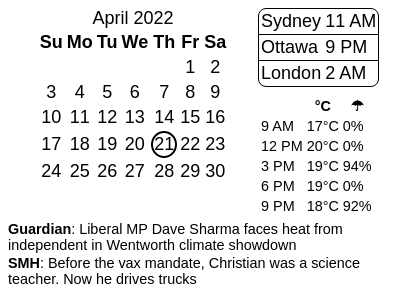 April 2022
Su Mo Tu We Th Fr Sa
1 2
3 4 5 6 7 8 9
10 11 12 13 14 15 16
17 18 19 20 21 22 23
24 25 26 27 28 29 30
Sydney 11 AM
Ottawa 9 PM
London 2 AM
°C ☂
9 AM 17°C 0%
12 PM 20°C 0%
3 PM 19°C 94%
6 PM 19°C 0%
9 PM 18°C 92%
Guardian: Liberal MP Dave Sharma faces heat from
independent in Wentworth climate showdown
SMH: Before the vax mandate, Christian was a science
teacher. Now he drives trucks